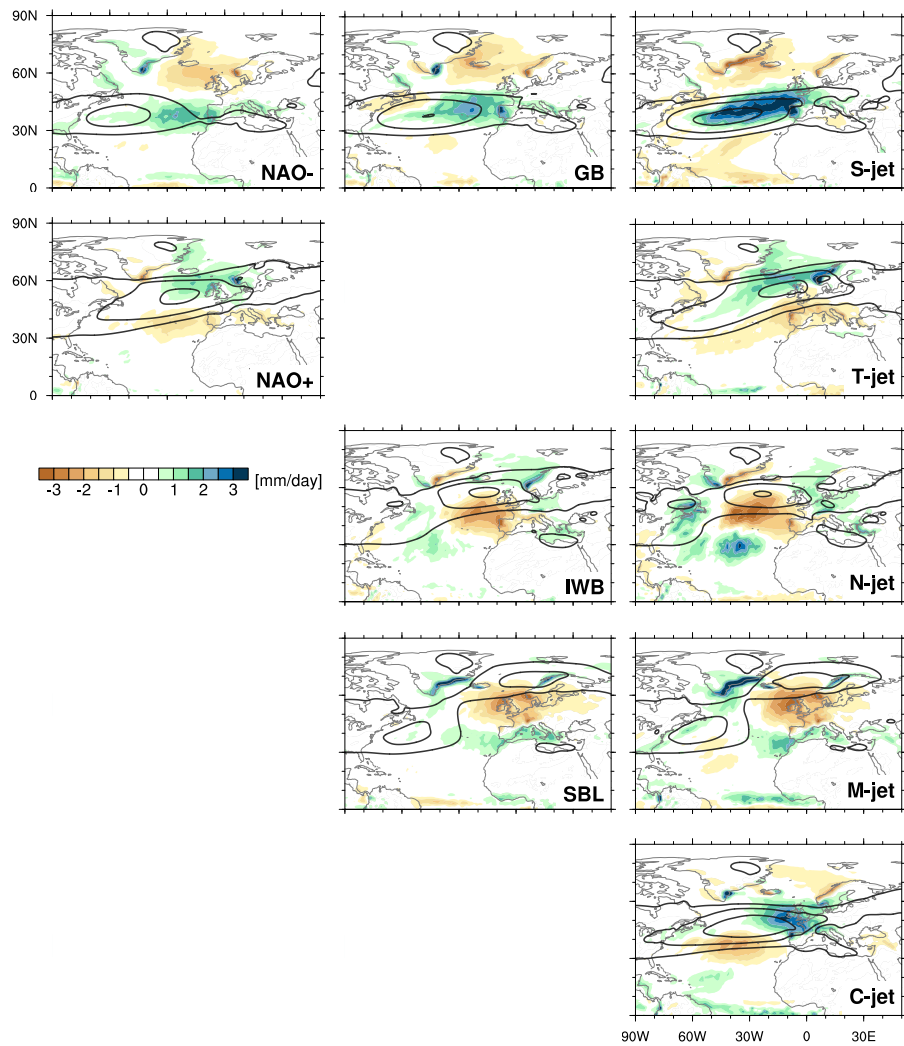 90N
60N
30N
0
NAO-
GB
S-jet
90N
60N
30N
0
NAO+
T-jet
-3 -2 -1 0 1 2 3 [mm/day]
IWB
N-jet
SBL
M-jet
C-jet
90W 60W 30W 0 30E